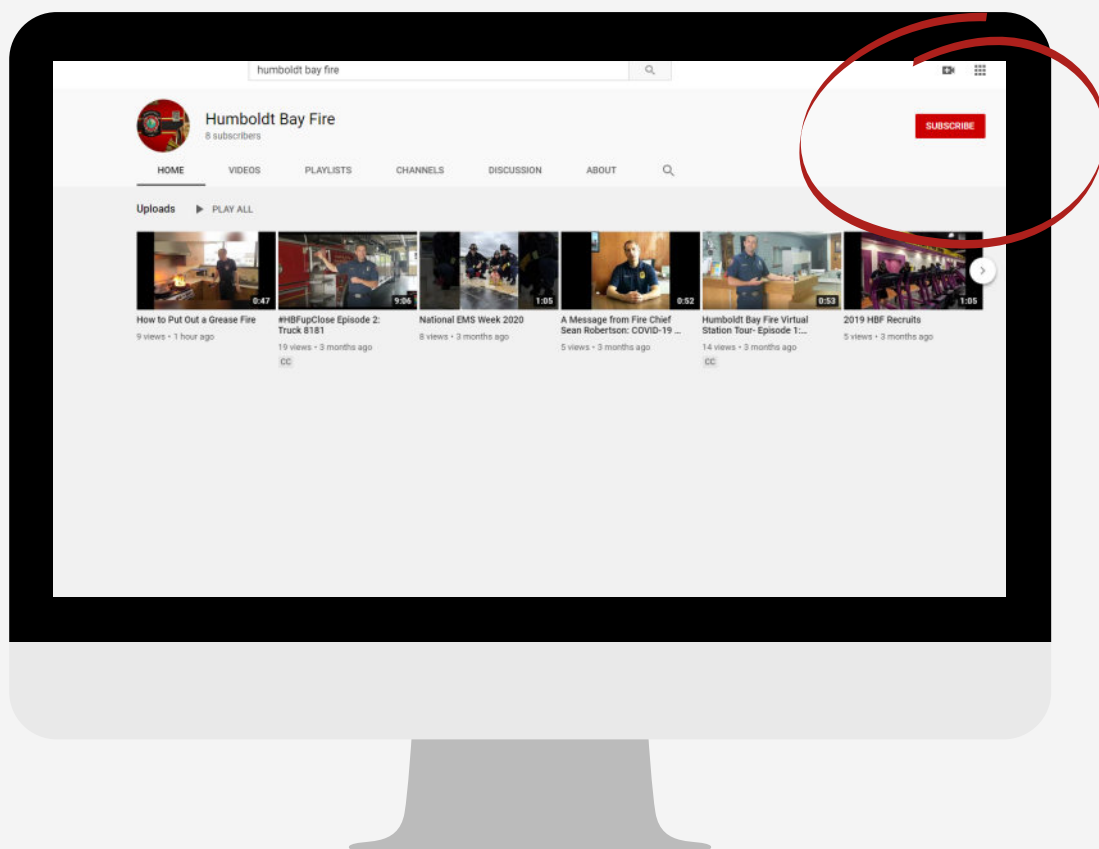 humboldt bay fire
Humboldt Bay Fire
8 subscribers
SUBSCRIBE
HOME VIDEOS PLAYLISTS CHANNELS DISCUSSION ABOUT
Uploads PLAY ALL
0:47
9:06
1:05
0:52
0:53
1:05
How to Put Out a Grease Fire
9 views • 1 hour ago
#HBFupClose Episode 2:
Truck 8181
19 views • 3 months ago
CC
National EMS Week 2020
8 views • 3 months ago
A Message from Fire Chief
Sean Robertson: COVID-19 ...
5 views • 3 months ago
Humboldt Bay Fire Virtual
Station Tour- Episode 1:...
14 views • 3 months ago
CC
2019 HBF Recruits
5 views • 3 months ago